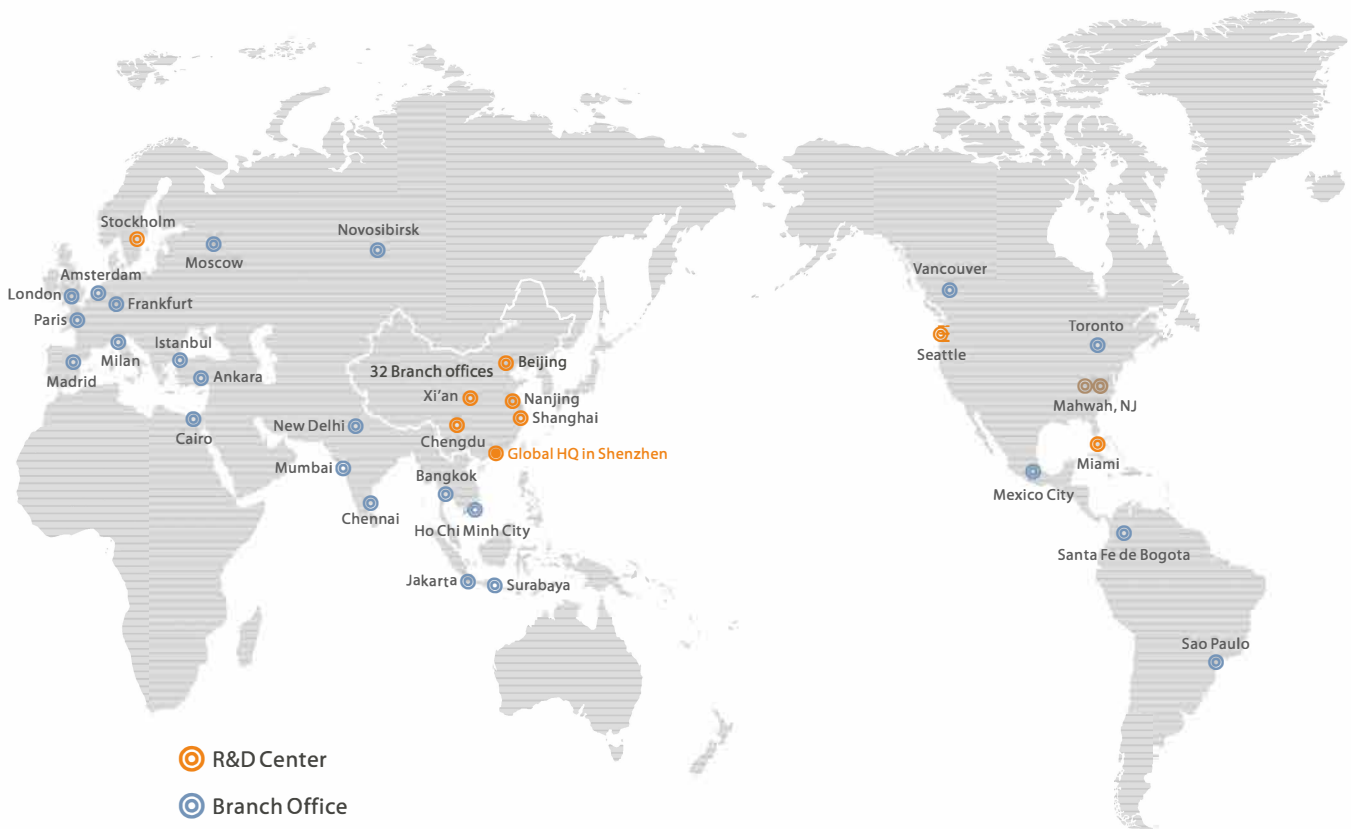 Stockholm
Novosibirsk
Moscow
Amsterdam
London
Frankfurt
Paris
Istanbul
Milan
Madrid
Ankara
Cairo
32 Branch offices
Beijing
Xi'an
Nanjing
Shanghai
Chengdu
Global HQ in Shenzhen
New Delhi
Mumbai
Chennai
Bangkok
Ho Chi Minh City
Jakarta
Surabaya
Vancouver
Seattle
Toronto
Mahwah, NJ
Miami
Mexico City
Santa Fe de Bogota
Sao Paulo
R&D Center
Branch Office